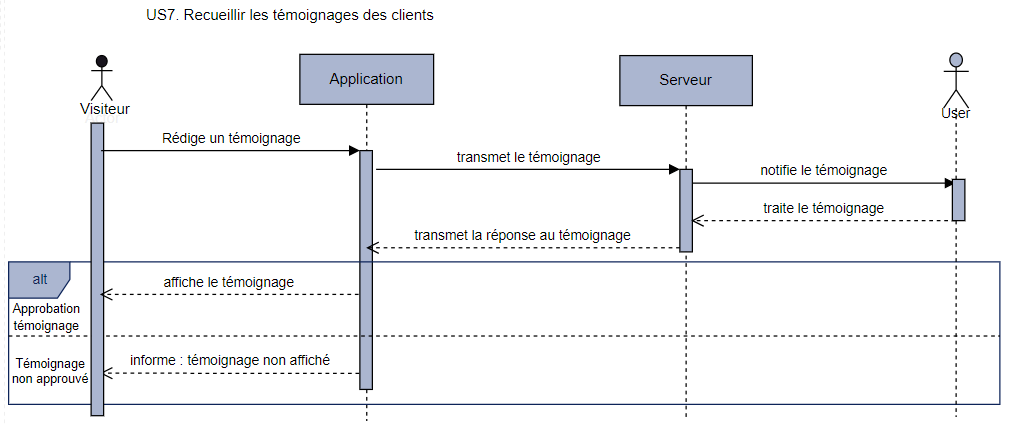 US7. Recueillir les témoignages des clients
Visiteur
Application
Serveur
User
Rédige un témoignage
transmet le témoignage
notifie le témoignage
traite le témoignage
transmet la réponse au témoignage
alt
affiche le témoignage
Approbation
témoignage
informe : témoignage non affiché
Témoignage
non approuvé